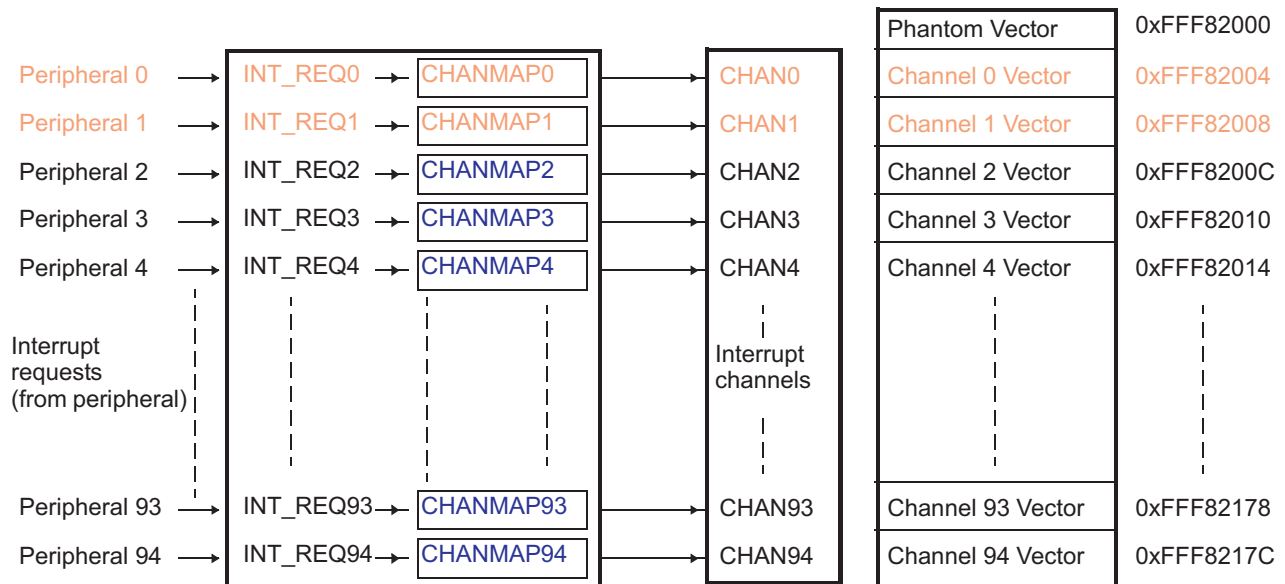 Phantom Vector 0xFFF82000
Peripheral 0 INT_REQ0 CHANMAP0 CHAN0 Channel 0 Vector 0xFFF82004
Peripheral 1 INT_REQ1 CHANMAP1 CHAN1 Channel 1 Vector 0xFFF82008
Peripheral 2 INT_REQ2 CHANMAP2 CHAN2 Channel 2 Vector 0xFFF8200C
Peripheral 3 INT_REQ3 CHANMAP3 CHAN3 Channel 3 Vector 0xFFF82010
Peripheral 4 INT_REQ4 CHANMAP4 CHAN4 Channel 4 Vector 0xFFF82014
Interrupt
requests
(from peripheral)
Interrupt
channels
Peripheral 93 INT_REQ93 CHANMAP93 CHAN93 Channel 93 Vector 0xFFF82178
Peripheral 94 INT_REQ94 CHANMAP94 CHAN94 Channel 94 Vector 0xFFF8217C